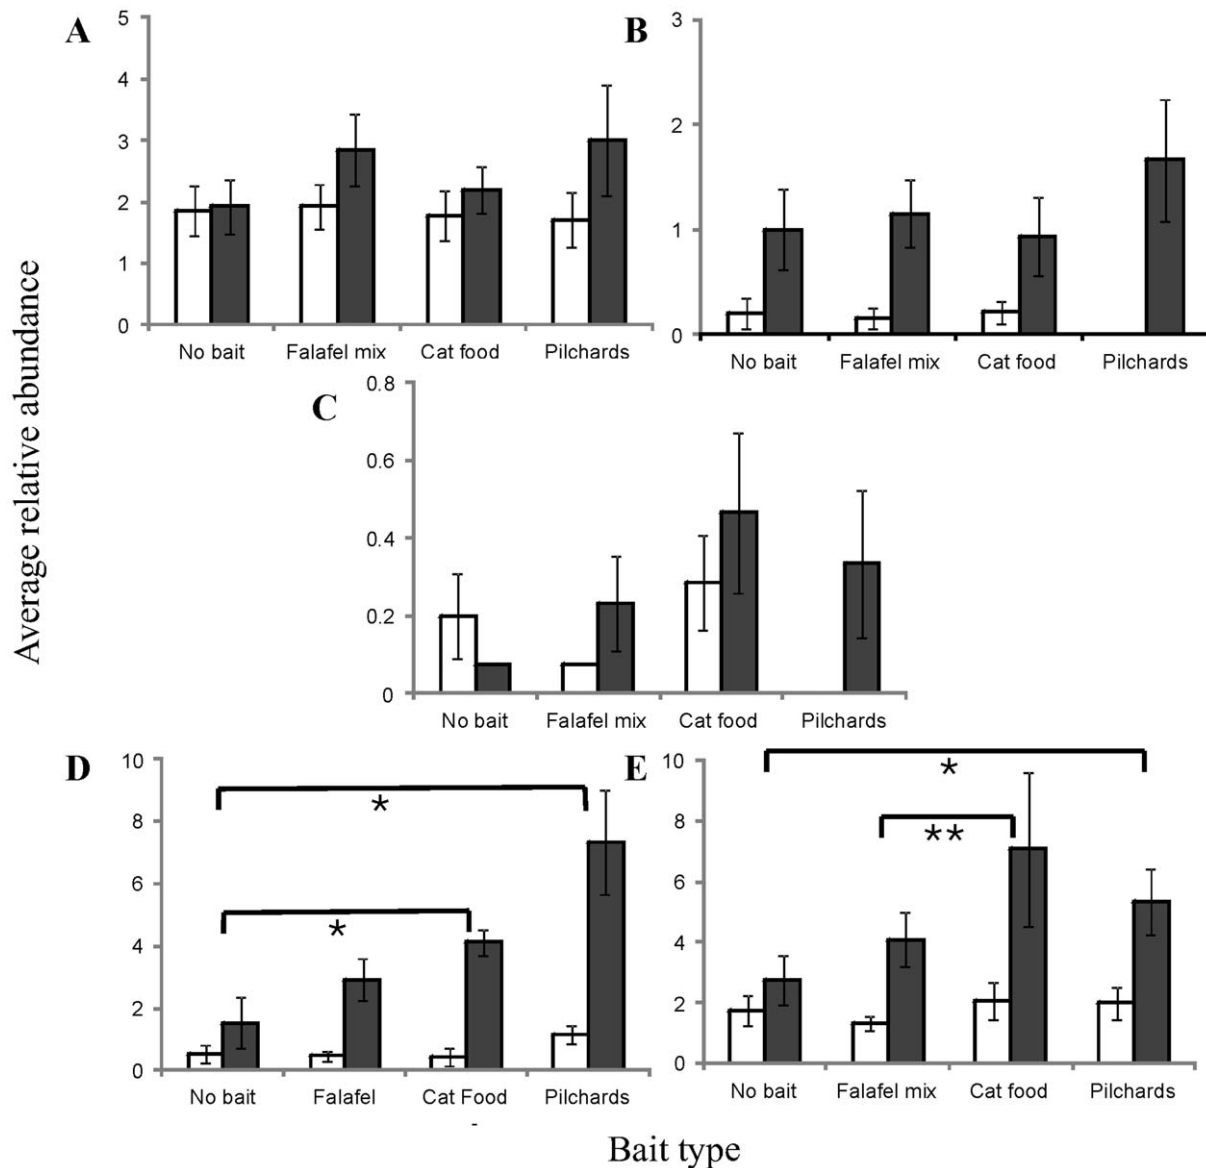 A
5
4
3
2
1
0
No bait Falafel mix Cat food Pilchards
B
3
2
1
0
No bait Falafel mix Cat food Pilchards
Average relative abundance
C
0.8
0.6
0.4
0.2
0
No bait Falafel mix Cat food Pilchards
D
10
8
6
4
2
0
*
*
No bait Falafel Cat Food Pilchards
-
E
10
8
6
4
2
0
*
**
No bait Falafel mix Cat food Pilchards
Bait type